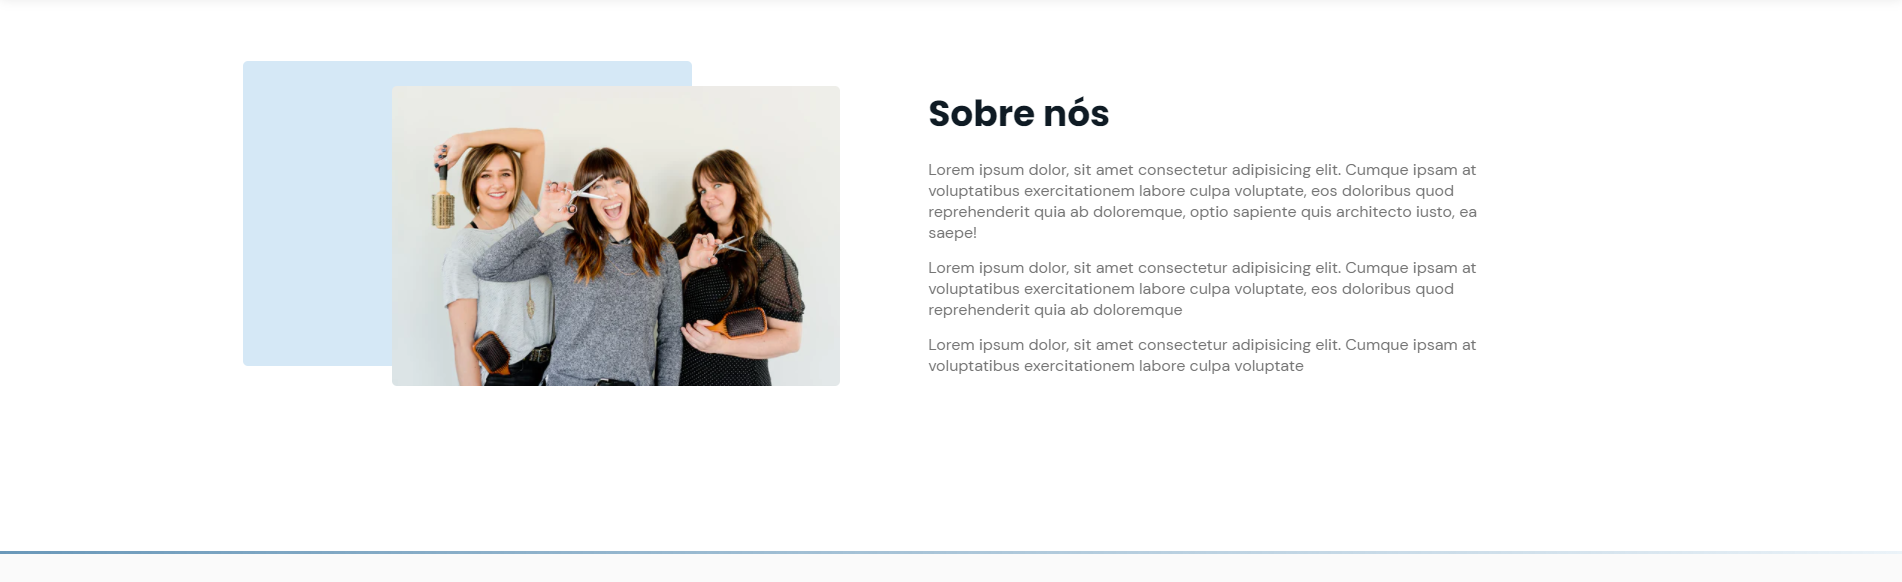 Sobre nós
Lorem ipsum dolor, sit amet consectetur adipisicing elit. Cumque ipsam at
voluptatibus exercitationem labore culpa voluptate, eos doloribus quod
reprehenderit quia ab doloremque, optio sapiente quis architecto iusto, ea
saepe!
Lorem ipsum dolor, sit amet consectetur adipisicing elit. Cumque ipsam at
voluptatibus exercitationem labore culpa voluptate, eos doloribus quod
reprehenderit quia ab doloremque
Lorem ipsum dolor, sit amet consectetur adipisicing elit. Cumque ipsam at
voluptatibus exercitationem labore culpa voluptate